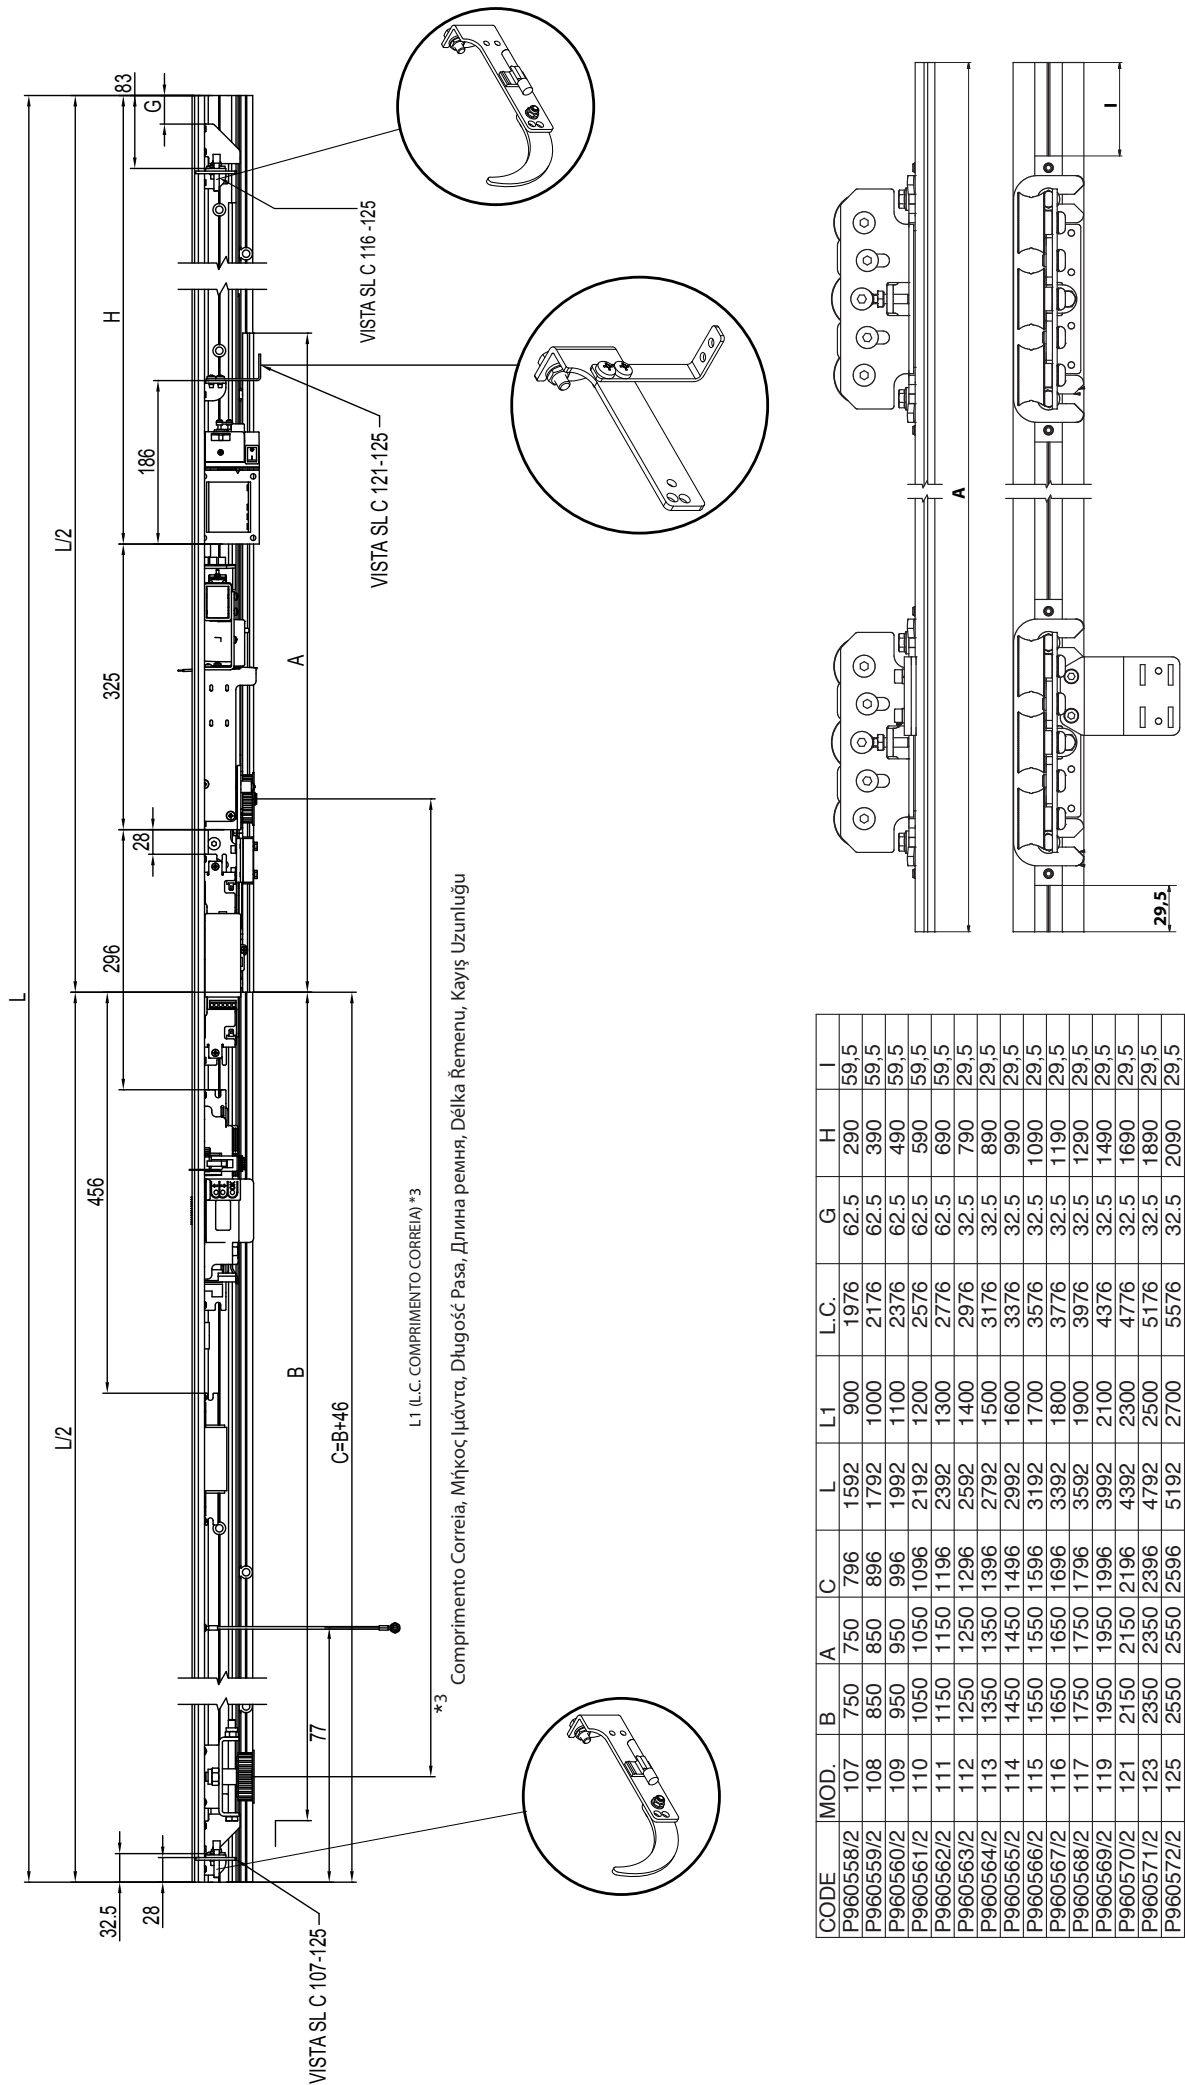 L
L/2
L/2
H
83
G
186
325
28
296
456
A
B
C=B+46
77
32.5
28
VISTA SL C 107-125
VISTA SL C 121-125
VISTA SL C 116 -125
L1 (L.C. COMPRIMENTO CORREIA) *3
*3
Comprimento Correia, Μήκος Ιμάντα, Długość Pasa, Длина ремня, Délka Řemenu, Kayış Uzunluğu
A
I
29,5
CODE MOD. B A C L L1 L.C. G H I
P960558/2 107 750 750 796 1592 900 1976 62.5 290 59,5
P960559/2 108 850 850 896 1792 1000 2176 62.5 390 59,5
P960560/2 109 950 950 996 1992 1100 2376 62.5 490 59,5
P960561/2 110 1050 1050 1096 2192 1200 2576 62.5 590 59,5
P960562/2 111 1150 1150 1196 2392 1300 2776 62.5 690 59,5
P960563/2 112 1250 1250 1296 2592 1400 2976 32.5 790 29,5
P960564/2 113 1350 1350 1396 2792 1500 3176 32.5 890 29,5
P960565/2 114 1450 1450 1496 2992 1600 3376 32.5 990 29,5
P960566/2 115 1550 1550 1596 3192 1700 3576 32.5 1090 29,5
P960567/2 116 1650 1650 1696 3392 1800 3776 32.5 1190 29,5
P960568/2 117 1750 1750 1796 3592 1900 3976 32.5 1290 29,5
P960569/2 119 1950 1950 1996 3992 2100 4376 32.5 1490 29,5
P960570/2 121 2150 2150 2196 4392 2300 4776 32.5 1690 29,5
P960571/2 123 2350 2350 2396 4792 2500 5176 32.5 1890 29,5
P960572/2 125 2550 2550 2596 5192 2700 5576 32.5 2090 29,5